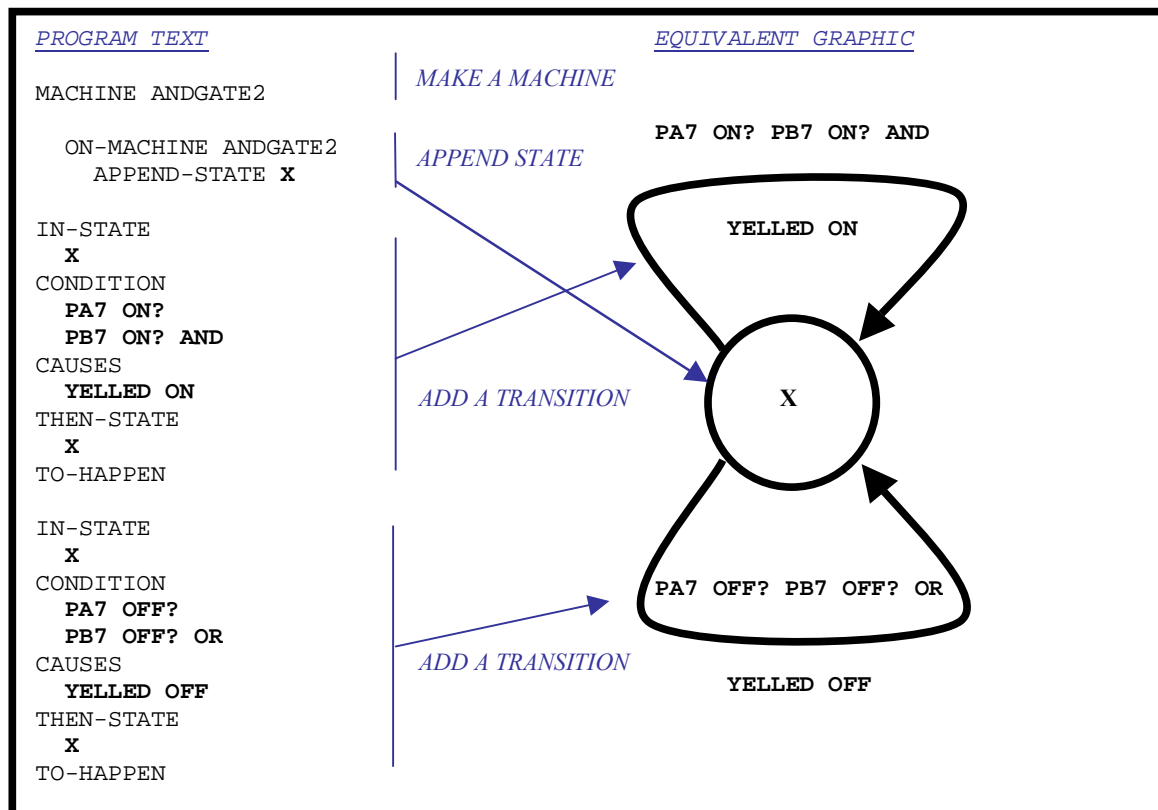 PROGRAM TEXT
MACHINE ANDGATE2
ON-MACHINE ANDGATE2
APPEND-STATE X
IN-STATE
X
CONDITION
PA7 ON?
PB7 ON? AND
CAUSES
YELLED ON
THEN-STATE
X
TO-HAPPEN
IN-STATE
X
CONDITION
PA7 OFF?
PB7 OFF? OR
CAUSES
YELLED OFF
THEN-STATE
X
TO-HAPPEN
MAKE A MACHINE
APPEND STATE
ADD A TRANSITION
ADD A TRANSITION
EQUIVALENT GRAPHIC
PA7 ON? PB7 ON? AND
YELLED ON
X
PA7 OFF? PB7 OFF? OR
YELLED OFF